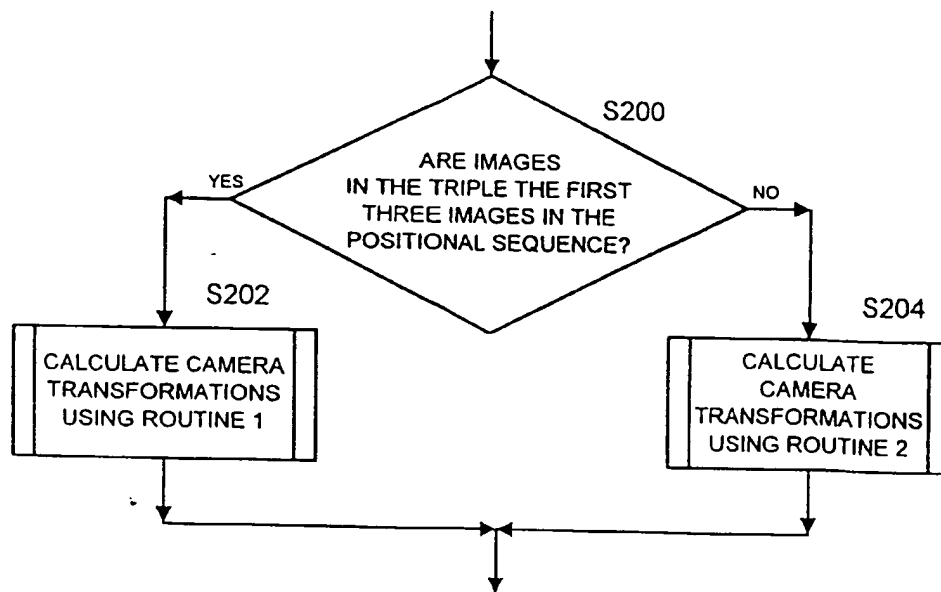 S200
ARE IMAGES
IN THE TRIPLE THE FIRST
THREE IMAGES IN THE
POSITIONAL SEQUENCE?
YES
NO
S202
CALCULATE CAMERA
TRANSFORMATIONS
USING ROUTINE 1
S204
CALCULATE
CAMERA
TRANSFORMATIONS
USING ROUTINE 2